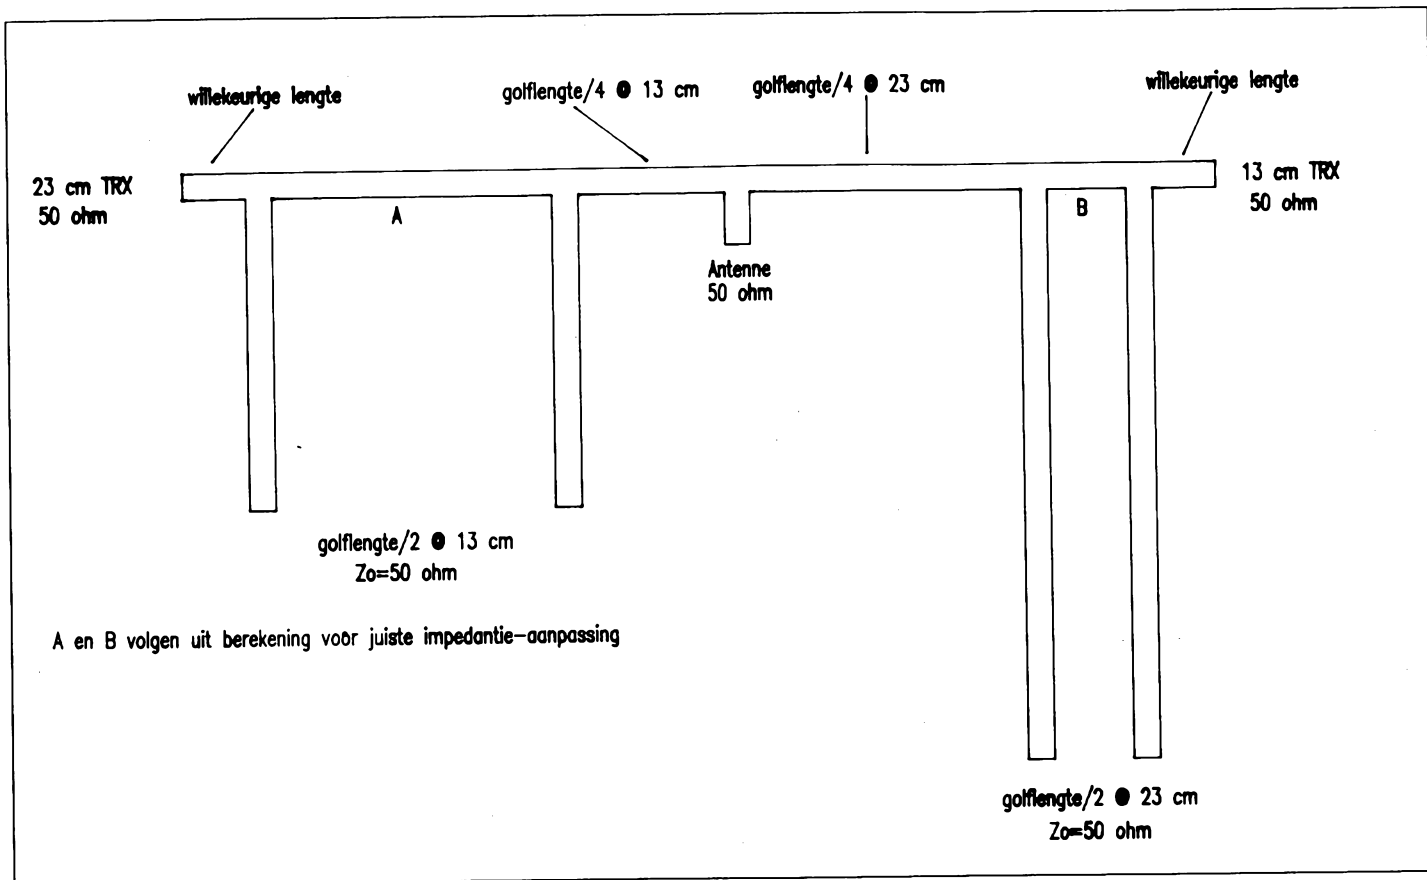 willekeurige lengte
golflengte/4 @ 13 cm
golflengte/4 @ 23 cm
willekeurige lengte
23 cm TRX
50 ohm
13 cm TRX
50 ohm
A
B
Antenne
50 ohm
golflengte/2 @ 13 cm
Zo=50 ohm
A en B volgen uit berekening voor juiste impedantie-aanpassing
golflengte/2 @ 23 cm
Zo=50 ohm